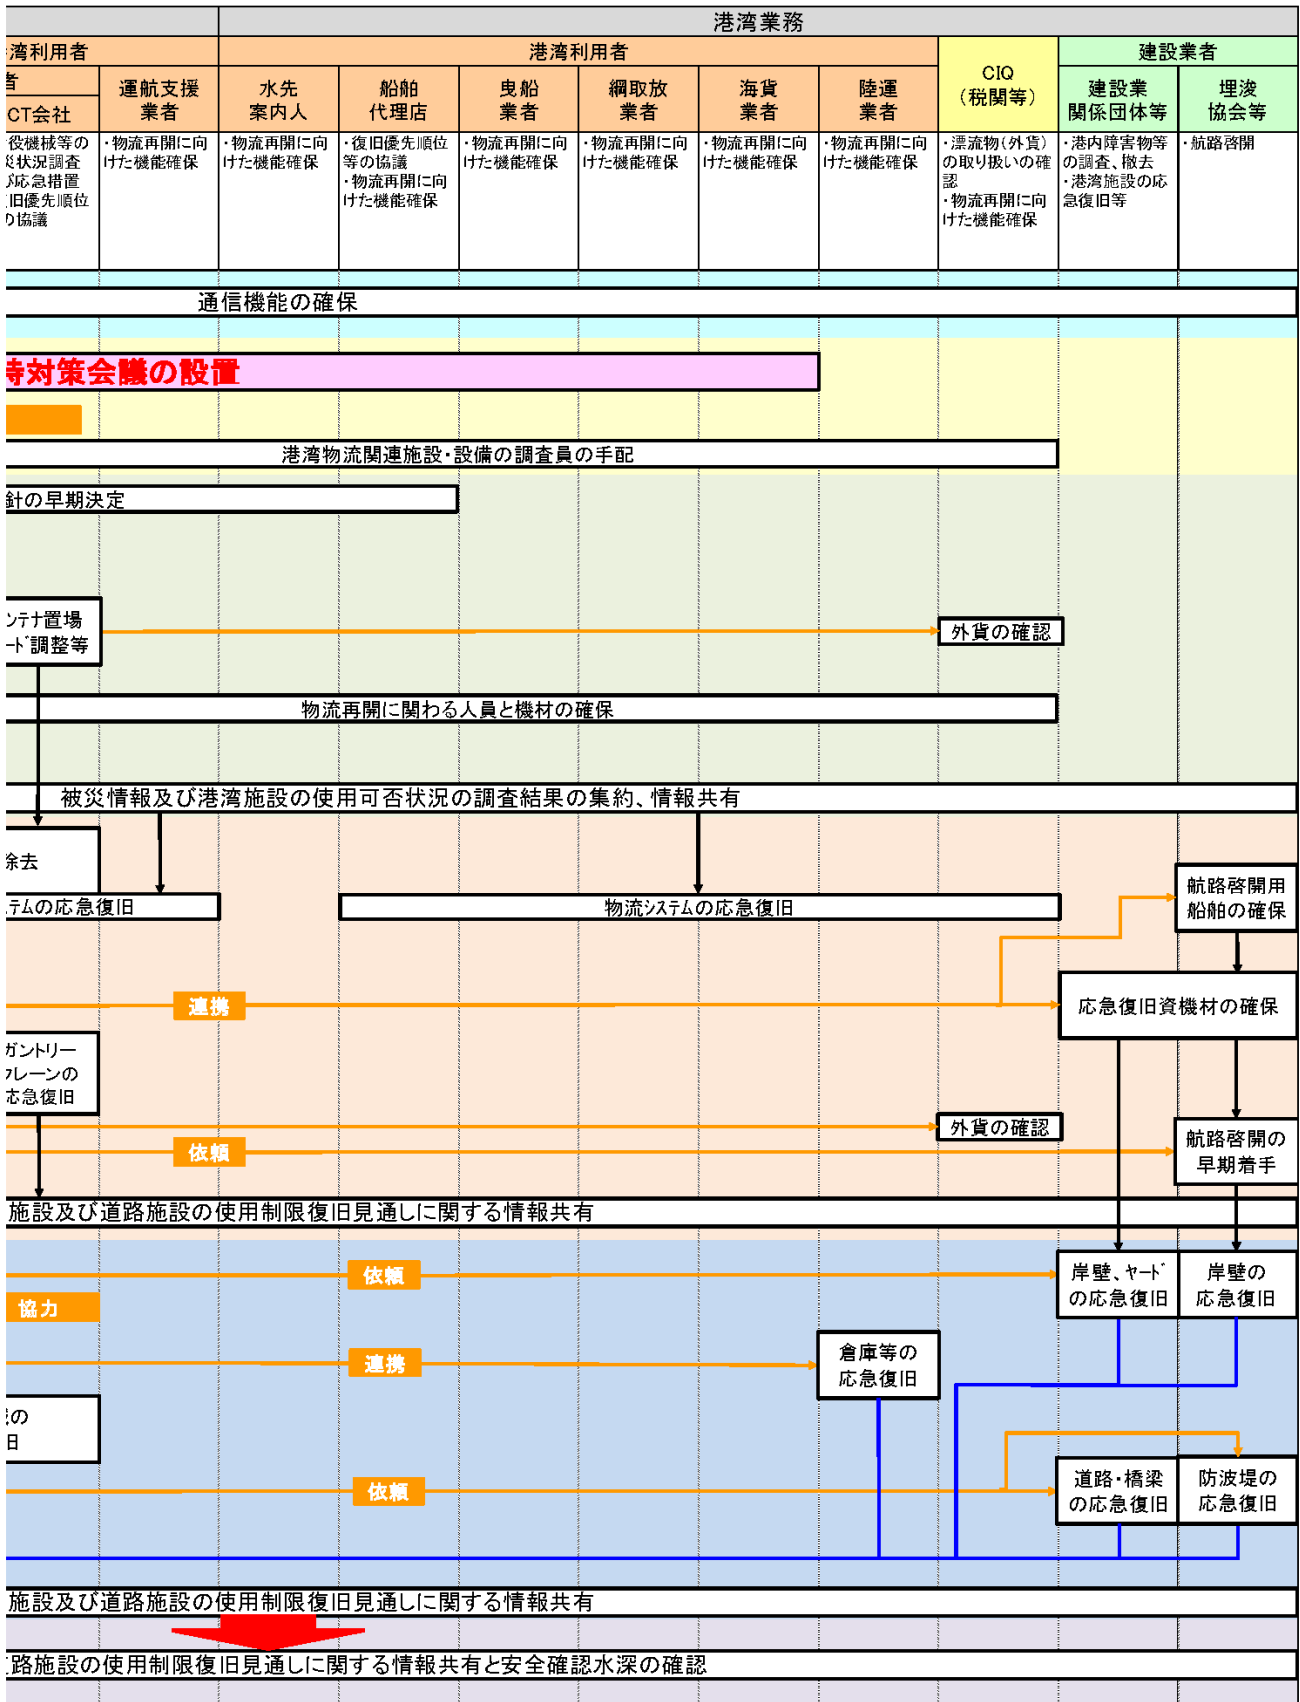 港湾業務
湾利用者
港湾利用者
建設業者
者
CT会社
運航支援
業者
水先
案内人
船舶
代理店
曳船
業者
綱取放
業者
海貨
業者
陸運
業者
CIQ
(税関等)
建設業
関係団体等
埋浚
協会等
役機械等の
災状況調査
び応急措置
旧優先順位
の協議
・物流再開に向
けた機能確保
・物流再開に向
けた機能確保
・復旧優先順位
等の協議
・物流再開に向
けた機能確保
・物流再開に向
けた機能確保
・物流再開に向
けた機能確保
・物流再開に向
けた機能確保
・物流再開に向
けた機能確保
・漂流物(外貨)
の取り扱いの確
認
・物流再開に向
けた機能確保
・港内障害物等
の調査、撤去
・港湾施設の応
急復旧等
・航路啓開
通信機能の確保
時対策会議の設置
港湾物流関連施設・設備の調査員の手配
針の早期決定
ンテナ置場
ード調整等
外貨の確認
物流再開に関わる人員と機材の確保
被災情報及び港湾施設の使用可否状況の調査結果の集約、情報共有
除去
ステムの応急復旧
物流システムの応急復旧
航路啓開用
船舶の確保
連携
応急復旧資機材の確保
ガントリー
クレーンの
応急復旧
外貨の確認
依頼
航路啓開の
早期着手
施設及び道路施設の使用制限復旧見通しに関する情報共有
依頼
岸壁、ヤード
の応急復旧
岸壁の
応急復旧
協力
連携
倉庫等の
応急復旧
の
旧
依頼
道路・橋梁
の応急復旧
防波堤の
応急復旧
施設及び道路施設の使用制限復旧見通しに関する情報共有
路施設の使用制限復旧見通しに関する情報共有と安全確認水深の確認